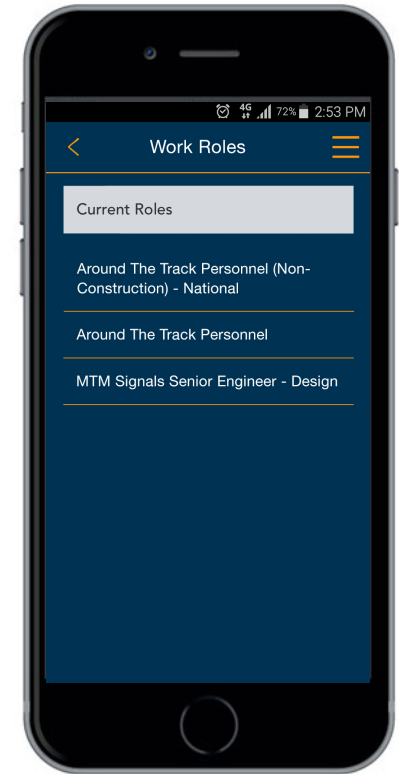 4G 72% 2:53 PM
Work Roles
Current Roles
Around The Track Personnel (Non-
Construction) - National
Around The Track Personnel
MTM Signals Senior Engineer - Design